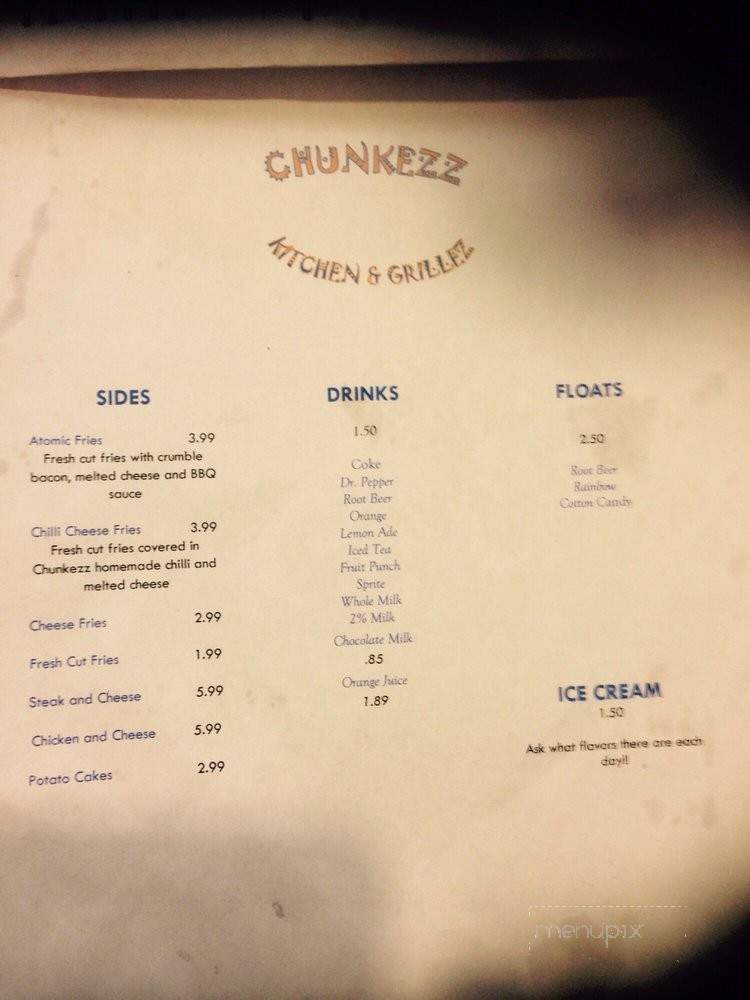 CHUNKEZZ
KITCHEN & GRILLEZ
SIDES
Atomic Fries 3.99
Fresh cut fries with crumble
bacon, melted cheese and BBQ
sauce
Chilli Cheese Fries 3.99
Fresh cut fries covered in
Chunkezz homemade chilli and
melted cheese
Cheese Fries 2.99
Fresh Cut Fries 1.99
Steak and Cheese 5.99
Chicken and Cheese 5.99
Potato Cakes 2.99
DRINKS
1.50
Coke
Dr. Pepper
Root Beer
Orange
Lemon Ade
Iced Tea
Fruit Punch
Sprite
Whole Milk
2% Milk
Chocolate Milk
.85
Orange Juice
1.89
FLOATS
2.50
Root Beer
Rainbow
Cotton Candy
ICE CREAM
1.50
Ask what flavors there are each
day!!
menupix